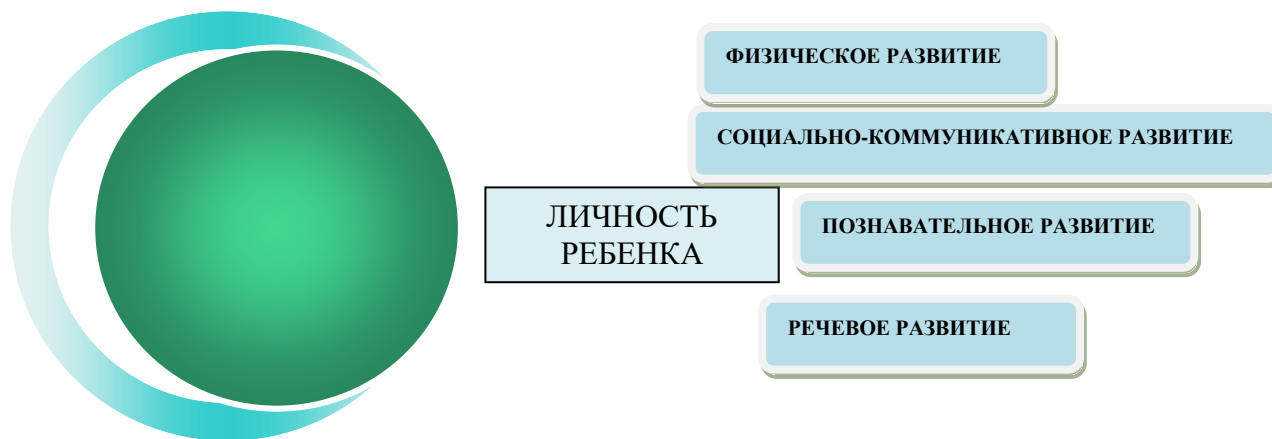 ФИЗИЧЕСКОЕ РАЗВИТИЕ
СОЦИАЛЬНО-КОММУНИКАТИВНОЕ РАЗВИТИЕ
ЛИЧНОСТЬ
РЕБЕНКА
ПОЗНАВАТЕЛЬНОЕ РАЗВИТИЕ
РЕЧЕВОЕ РАЗВИТИЕ